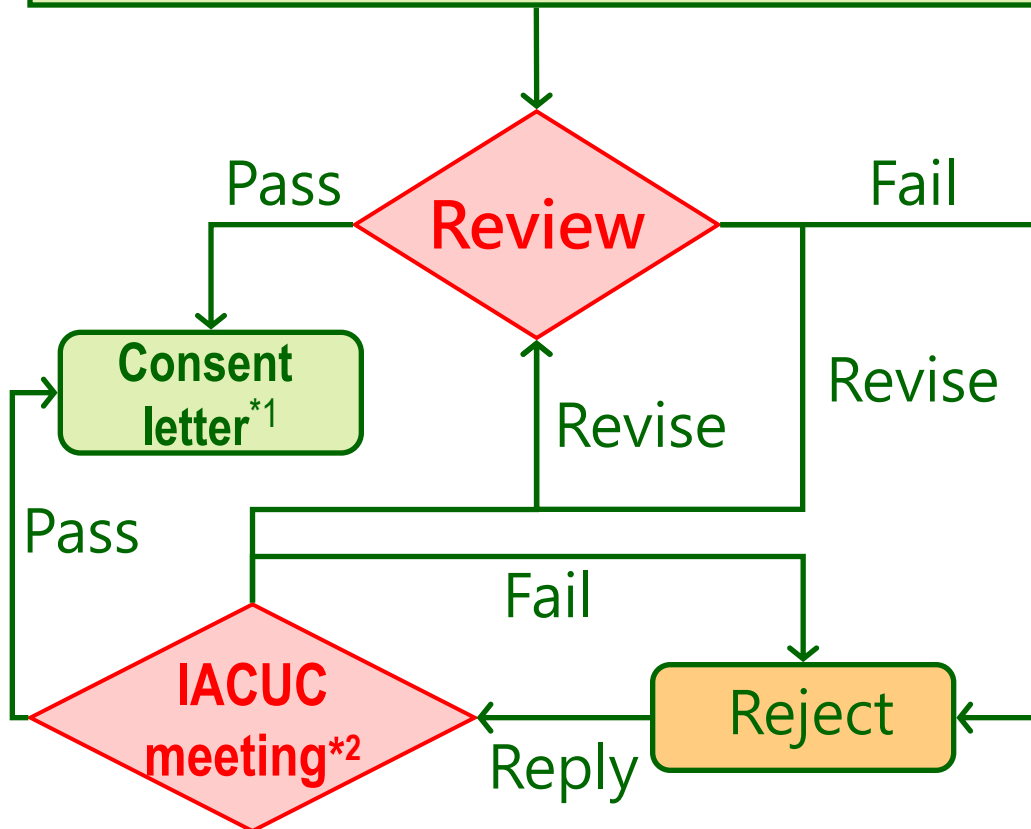 Pass
Fail
Review
Consent
letter*1
Revise
Revise
Pass
Fail
IACUC
meeting*2
Reject
Reply